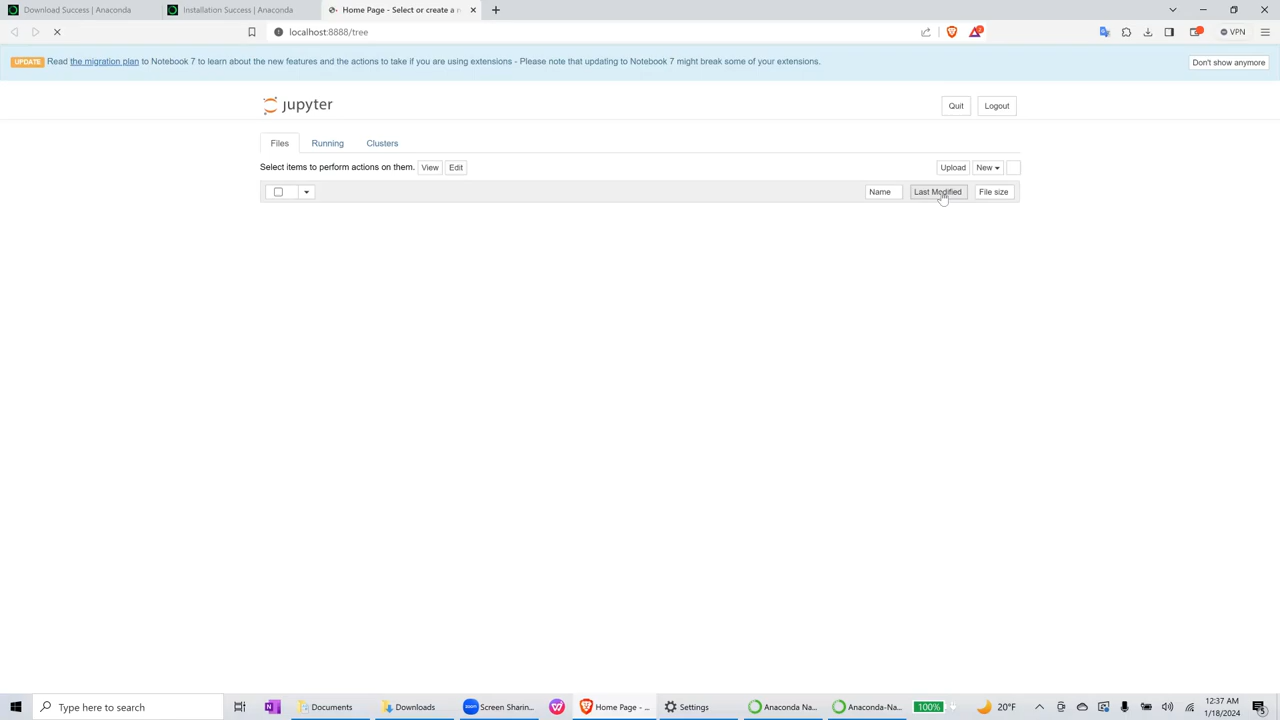 Download Success | Anaconda
Installation Success | Anaconda
Home Page - Select or create a n
localhost:8888/tree
VPN
UPDATE Read the migration plan to Notebook 7 to learn about the new features and the actions to take if you are using extensions - Please note that updating to Notebook 7 might break some of your extensions.
Don't show anymore
jupyter
Quit
Logout
Files
Running
Clusters
Select items to perform actions on them.
View
Edit
Upload
New
Name
Last Modified
File size
Type here to search
N
Documents
Downloads
zoom
Screen Sharin...
Home Page - ...
Settings
Anaconda Na...
Anaconda-Na...
100%
20°F
12:37 AM
1/18/2024